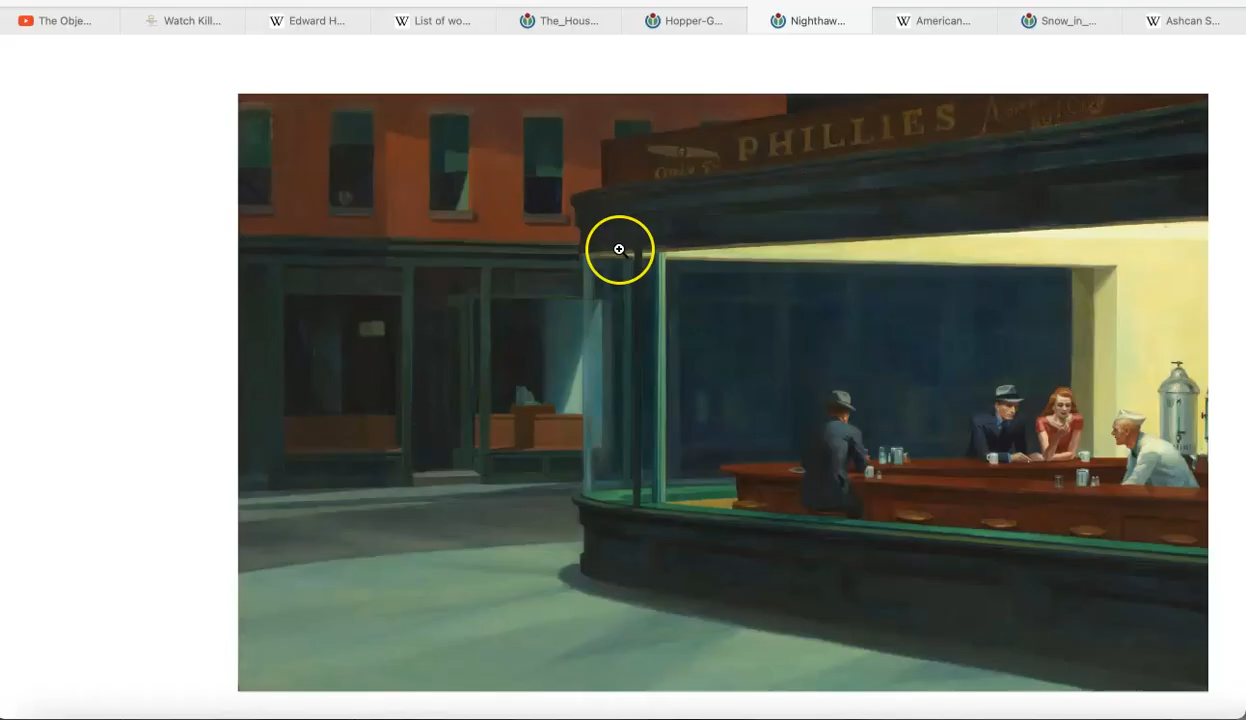 The Obje...
Watch Kill...
Edward H...
List of wo...
The_Hous...
Hopper-G...
Nighthaw...
American...
Snow_in_...
Ashcan S...
PHILLIES